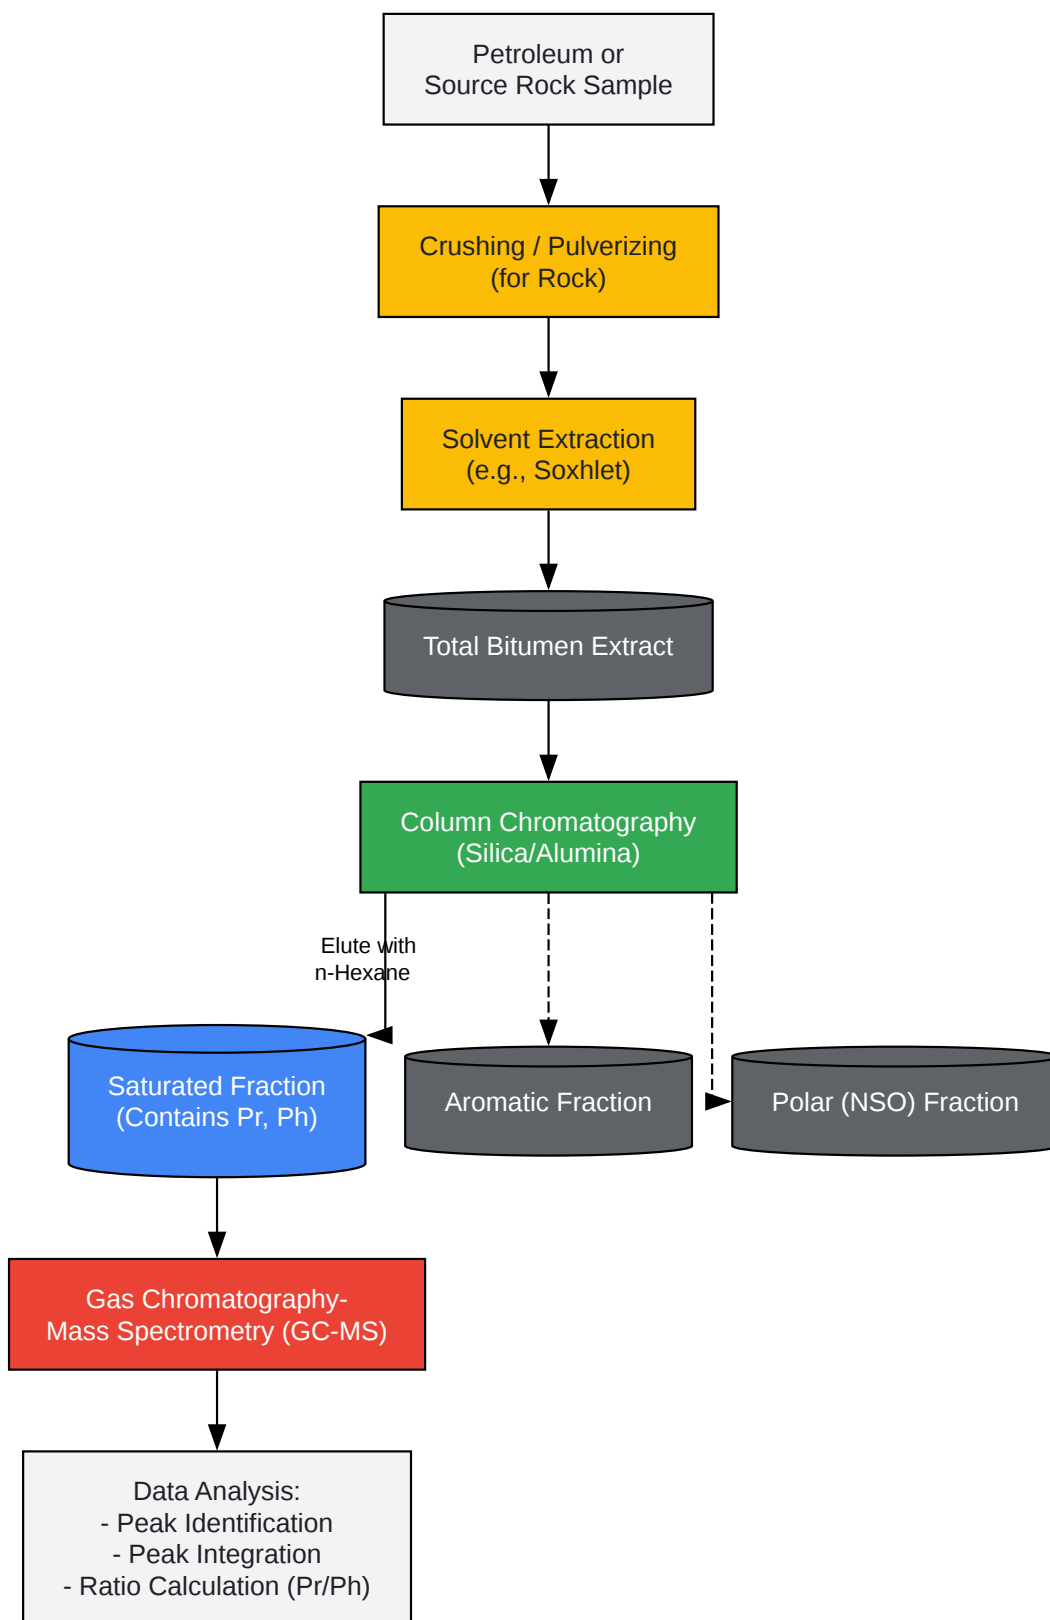 Petroleum or
Source Rock Sample
Crushing / Pulverizing
(for Rock)
Solvent Extraction
(e.g., Soxhlet)
Total Bitumen Extract
Column Chromatography
(Silica/Alumina)
Elute with
n-Hexane
Saturated Fraction
(Contains Pr, Ph)
Aromatic Fraction
Polar (NSO) Fraction
Gas Chromatography-
Mass Spectrometry (GC-MS)
Data Analysis:
- Peak Identification
- Peak Integration
- Ratio Calculation (Pr/Ph)